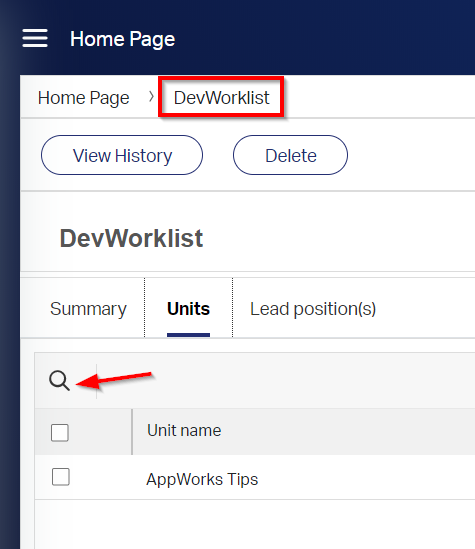 Home Page
Home Page > DevWorklist
View History Delete
DevWorklist
Summary Units Lead position(s)
Unit name
AppWorks Tips